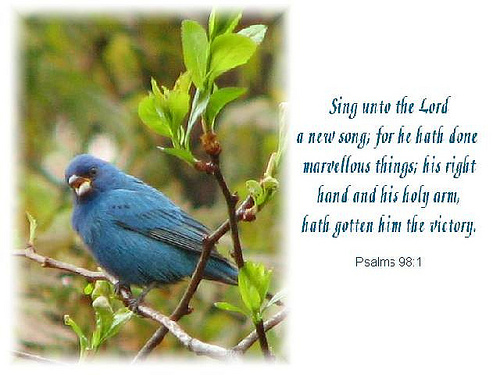 Sing unto the Lord
a new song; for he hath done
marvellous things; his right
hand and his holy arm,
hath gotten him the victory.
Psalms 98:1